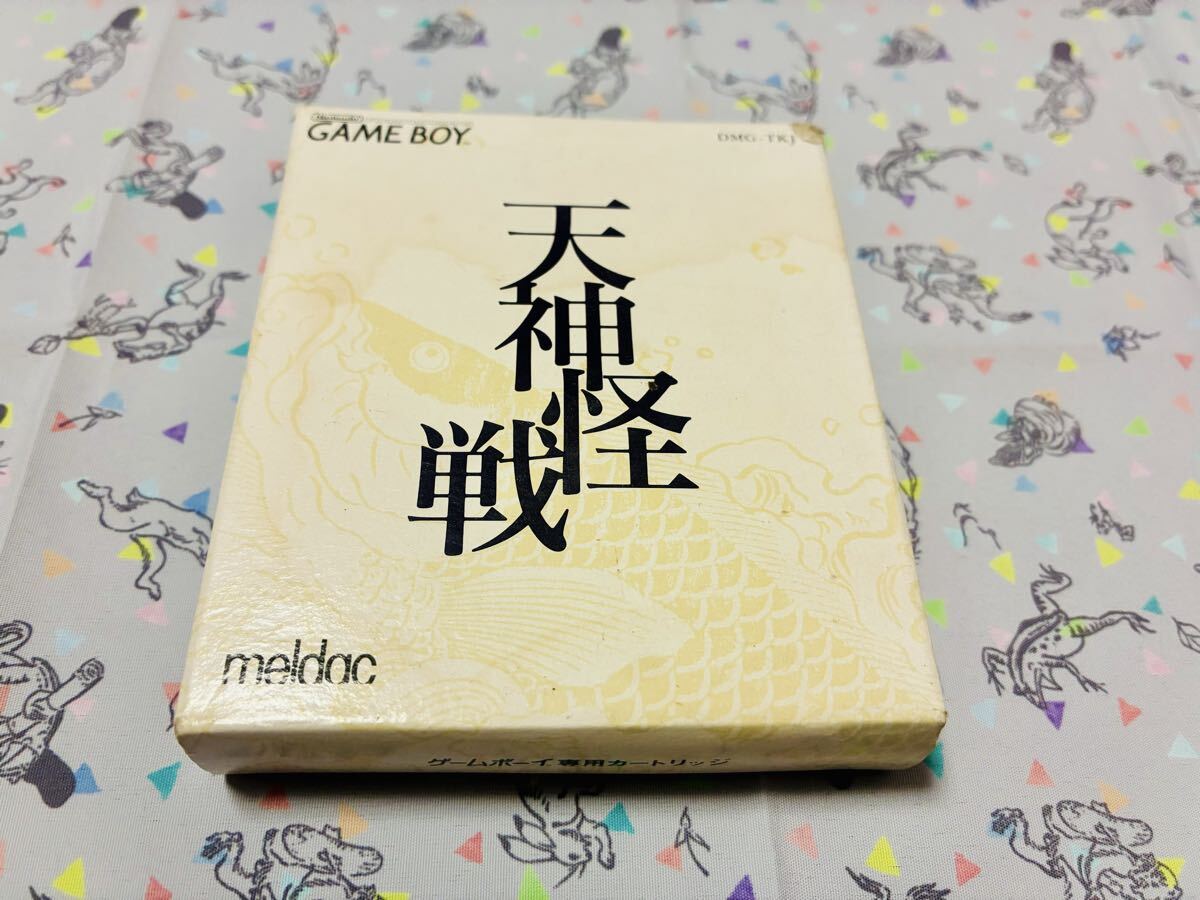 Nintendo
GAME BOY
DMG-TKJ
天神怪戦
meldac
ゲームボーイ専用カートリッジ